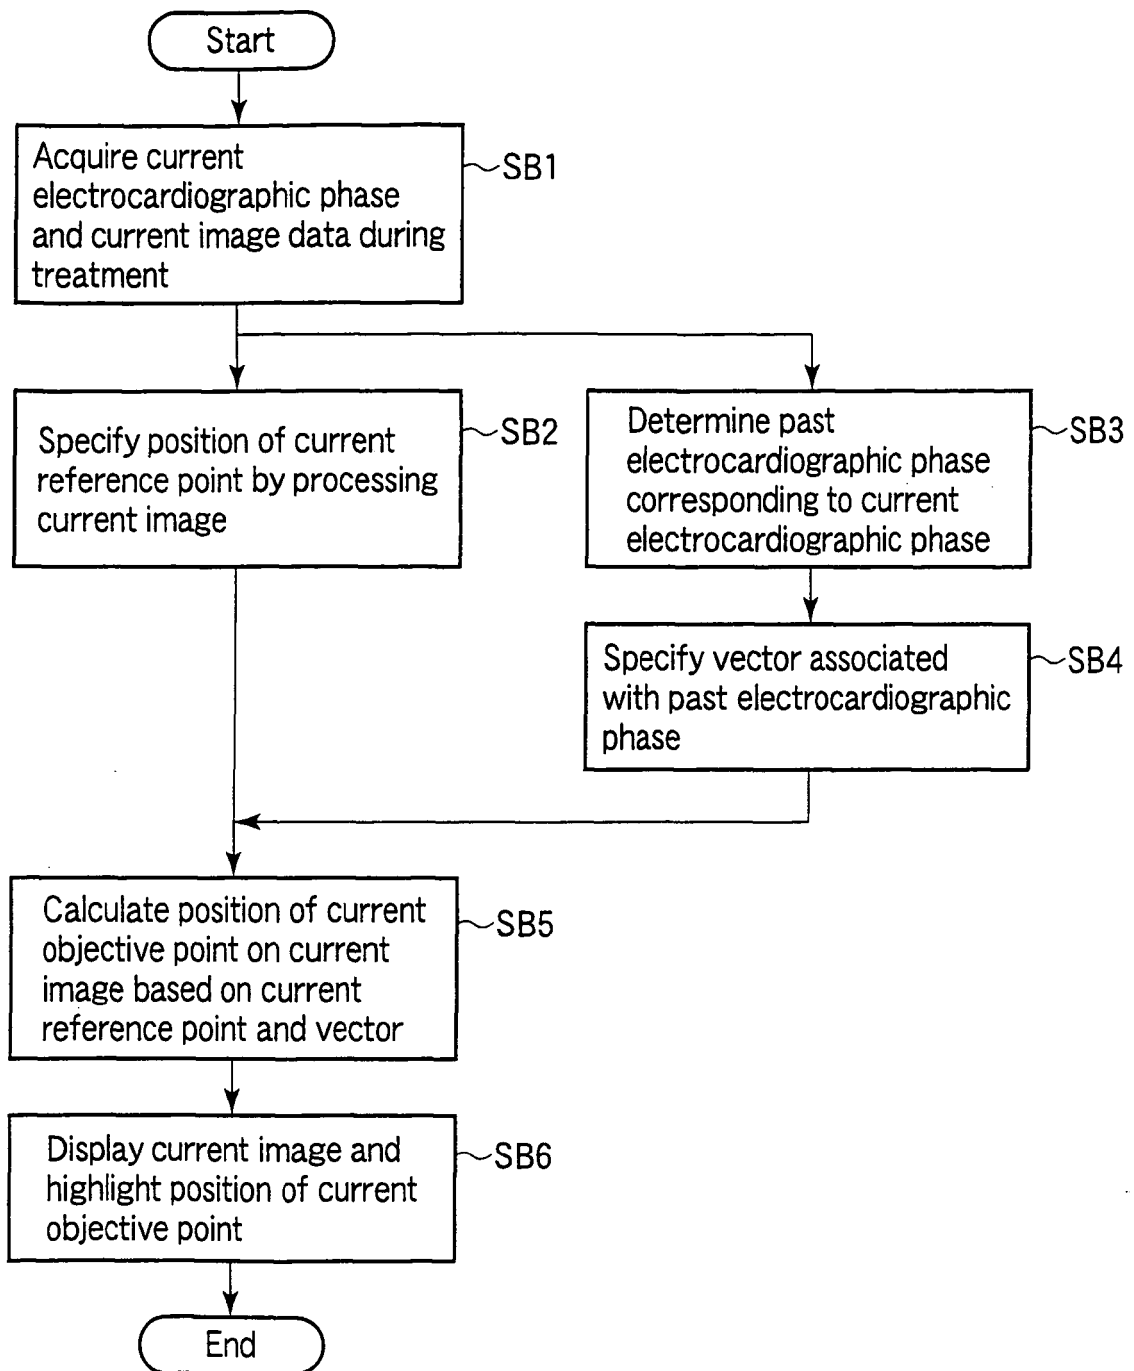 Start
Acquire current
electrocardiographic phase
and current image data during
treatment
SB1
Specify position of current
reference point by processing
current image
SB2
Determine past
electrocardiographic phase
corresponding to current
electrocardiographic phase
SB3
Specify vector associated
with past electrocardiographic
phase
SB4
Calculate position of current
objective point on current
image based on current
reference point and vector
SB5
Display current image and
highlight position of current
objective point
SB6
End